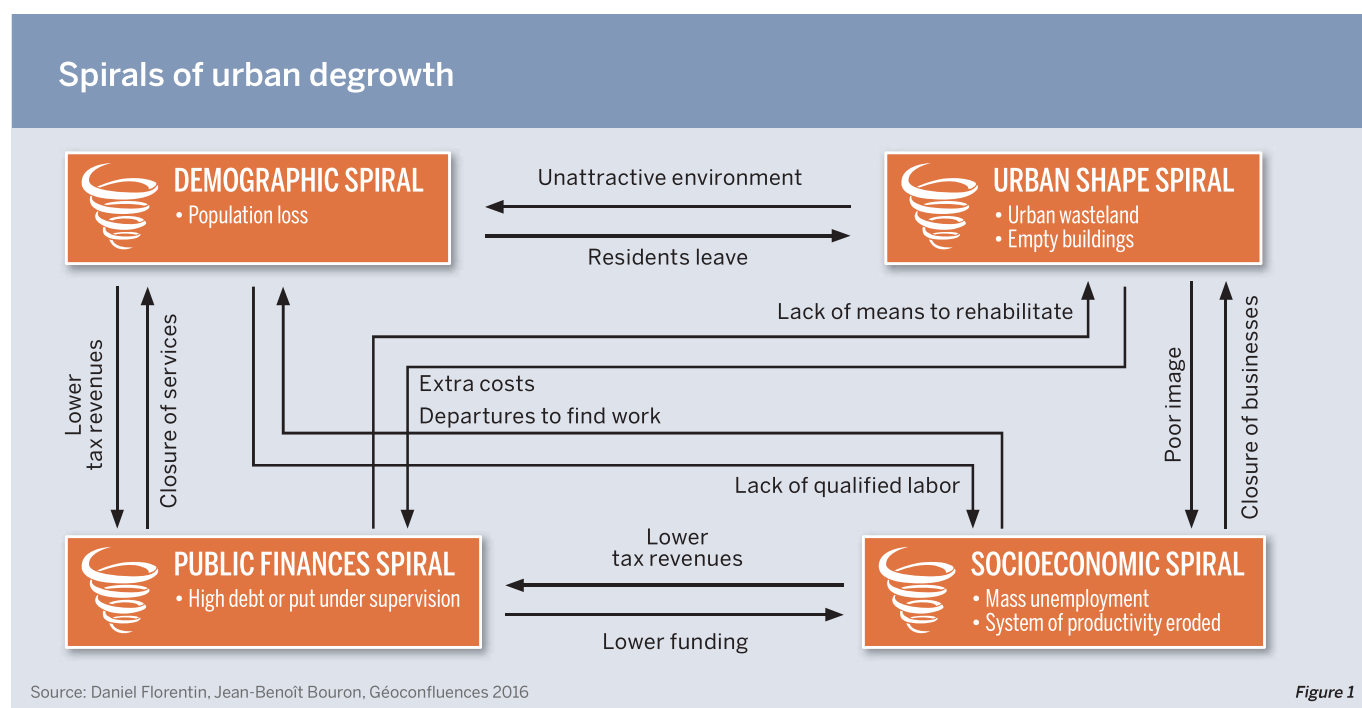 Spirals of urban degrowth
DEMOGRAPHIC SPIRAL
• Population loss
Unattractive environment
Residents leave
URBAN SHAPE SPIRAL
• Urban wasteland
• Empty buildings
Lower
tax revenues
Closure of services
Lack of means to rehabilitate
Extra costs
Departures to find work
Lack of qualified labor
Poor image
Closure of businesses
PUBLIC FINANCES SPIRAL
• High debt or put under supervision
Lower
tax revenues
Lower funding
SOCIOECONOMIC SPIRAL
• Mass unemployment
• System of productivity eroded
Source: Daniel Florentin, Jean-Benoît Bouron, Géoconfluences 2016
Figure 1